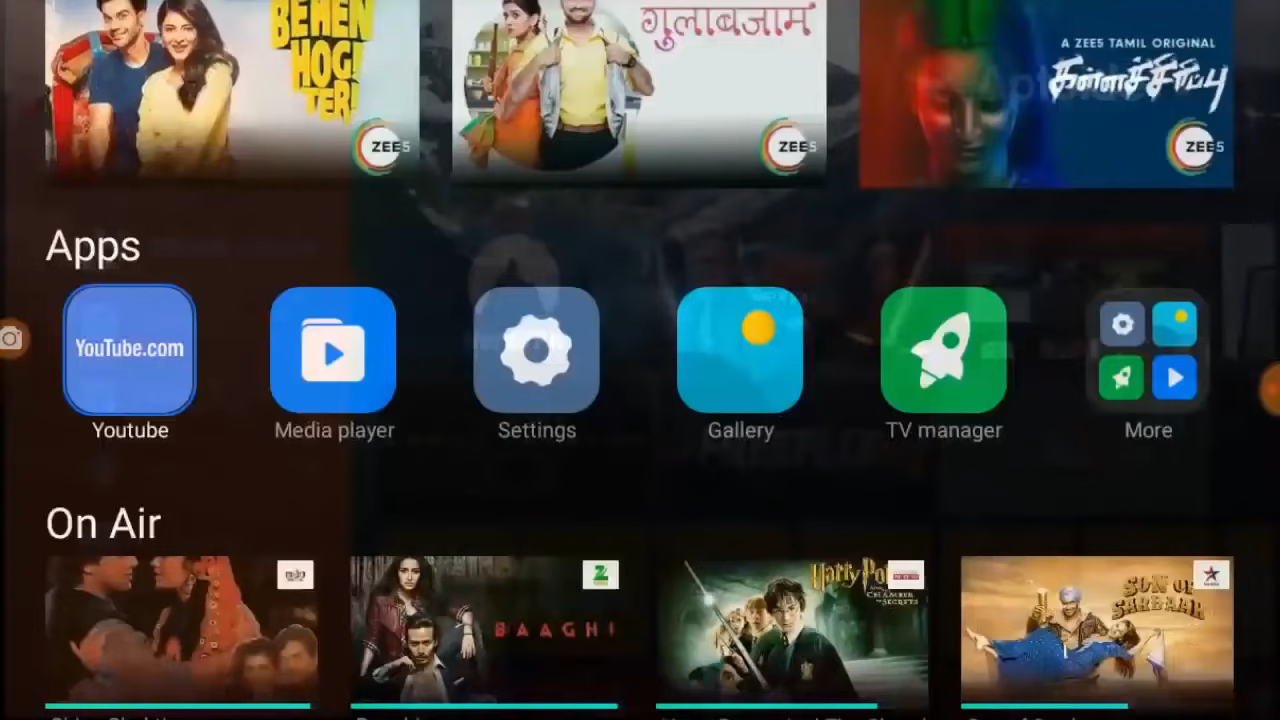 BEHEN
HOGI
TERI
ZEE5
गुलाबजाम
ZEE5
A ZEE5 TAMIL ORIGINAL
கள்ளச்சிரிப்பு
ZEE5
Apps
YouTube.com
Youtube
Media player
Settings
Gallery
TV manager
More
On Air
BAAGHI
Harry Po
CHAMBER
SECRETS
SON OF
SARDAAR